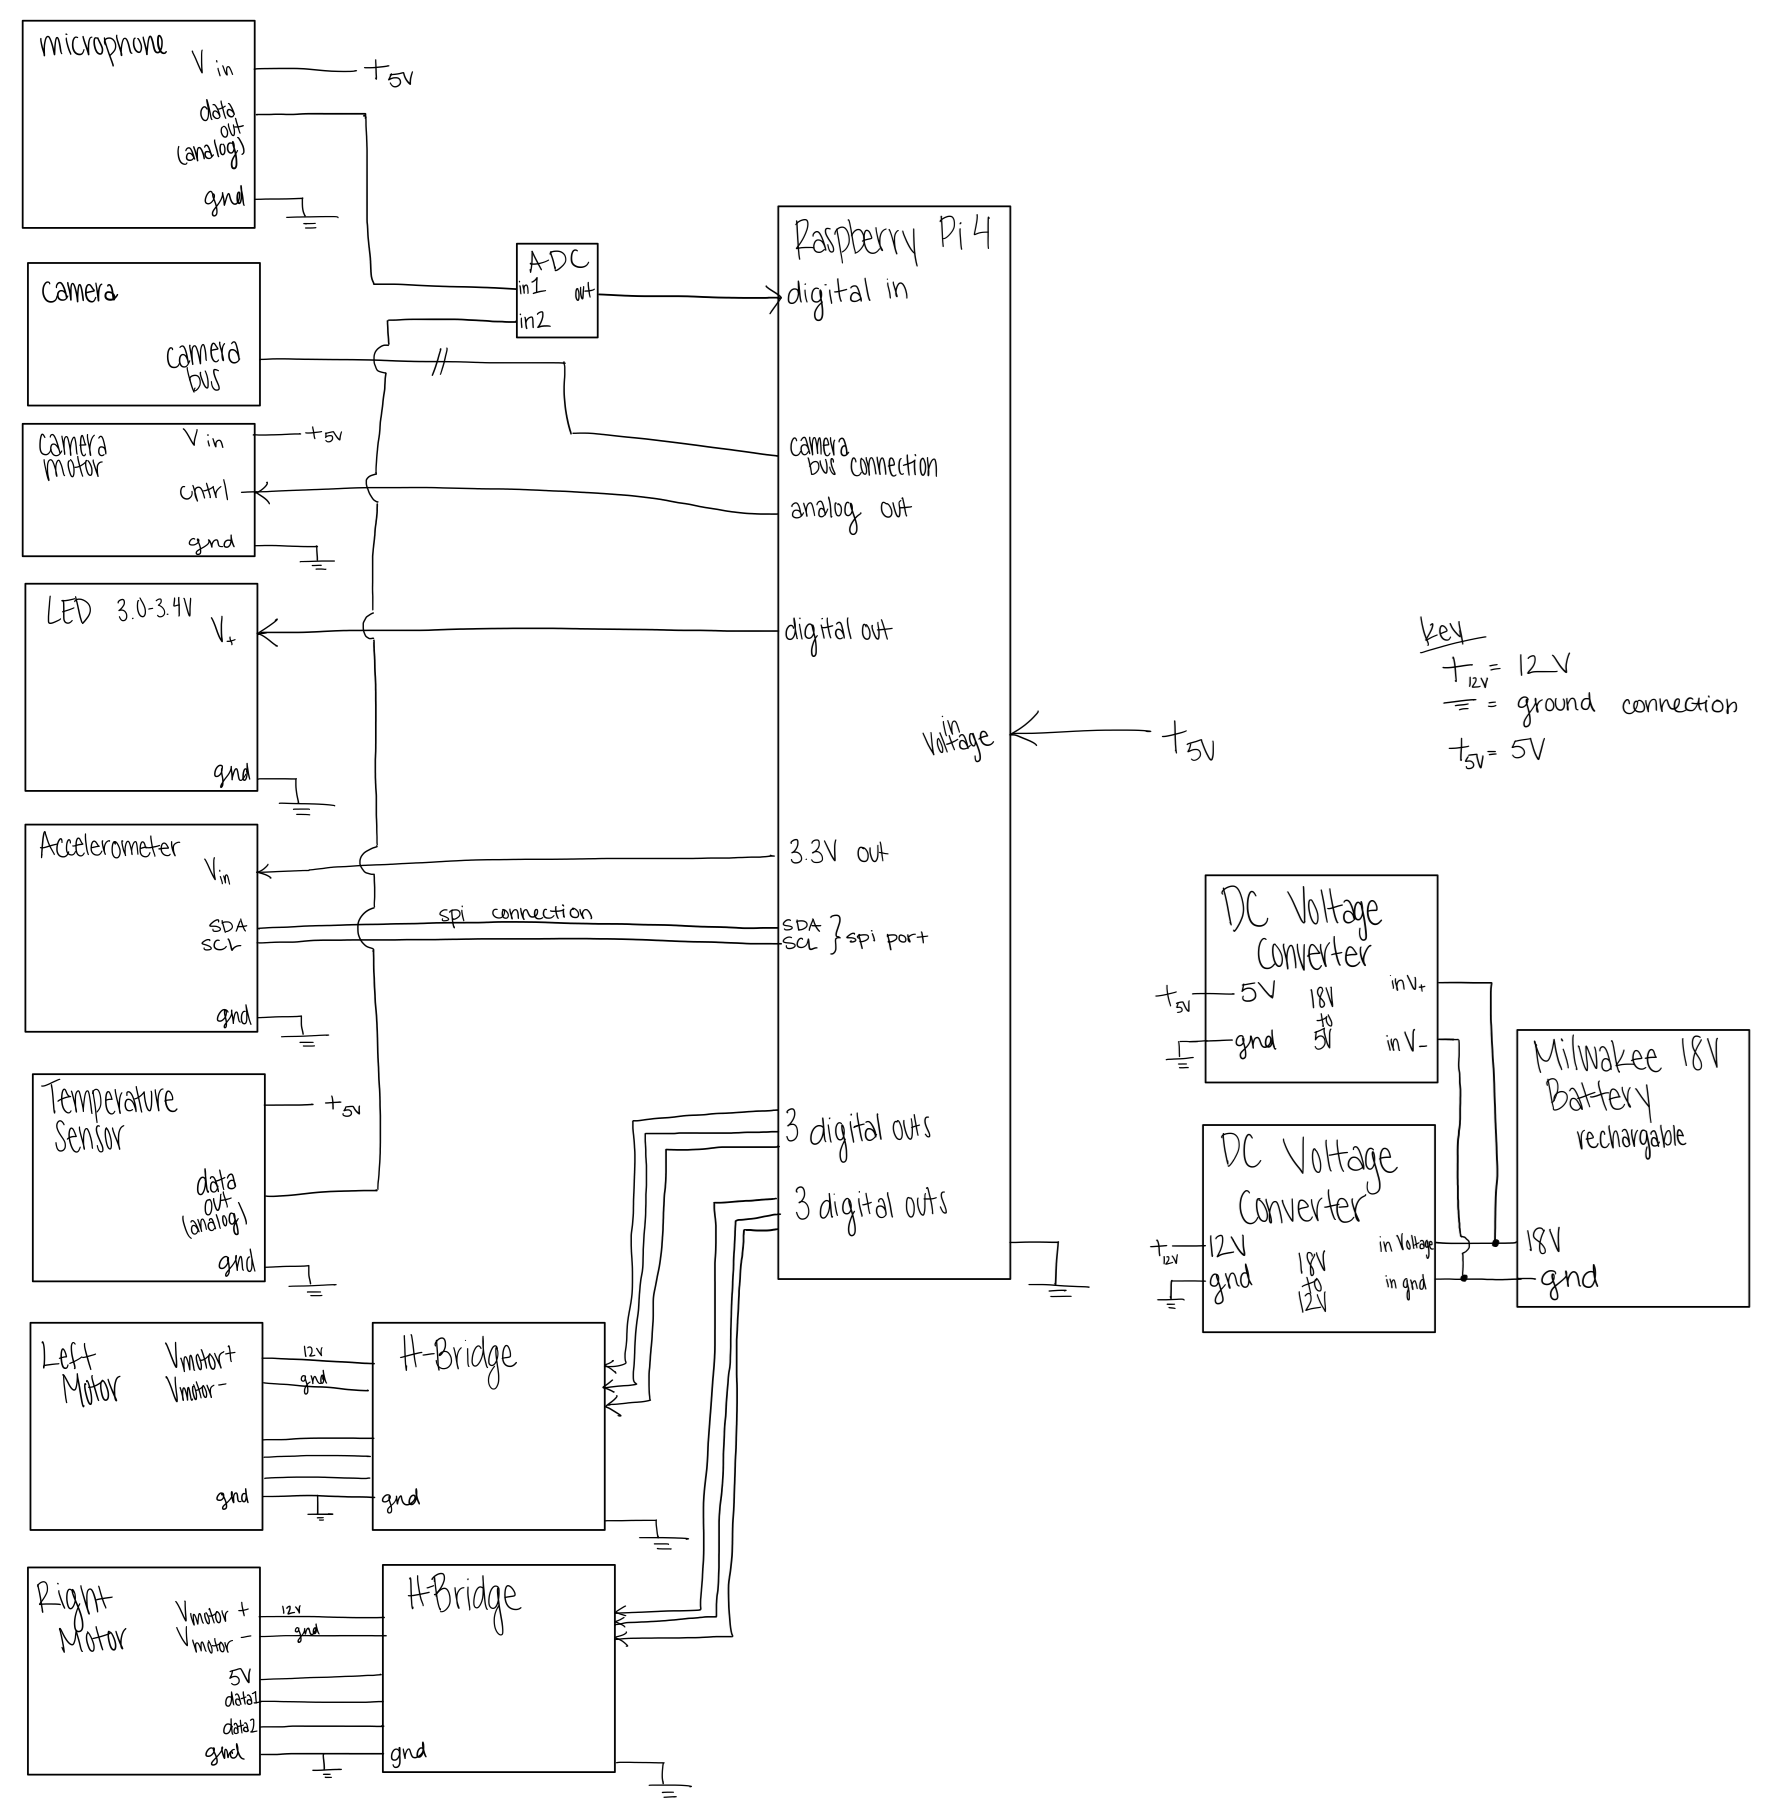 microphone
V in
+5V
data
out
(analog)
gnd
camera
camera
bus
camera
motor
V in
+5V
cntrl
gnd
LED 3.0-3.4V
V+
gnd
Accelerometer
Vin
SDA
SCL
spi connection
gnd
Temperature
Sensor
+5V
data
out
(analog)
gnd
Left
Motor
Vmotor+
Vmotor-
12V
gnd
gnd
H-Bridge
gnd
Right
Motor
Vmotor +
Vmotor -
12V
gnd
5V
data1
data2
gnd
H-Bridge
gnd
ADC
in1
out
in2
Raspberry Pi 4
digital in
camera
bus connection
analog out
digital out
in
Voltage
+5V
3.3V out
SDA
SCL
} spi port
3 digital outs
3 digital outs
key
+12V = 12V
= ground connection
+5V = 5V
DC Voltage
Converter
+5V
5V
gnd
18V
to
5V
in V+
in V-
DC Voltage
Converter
+12V
12V
gnd
18V
to
12V
in Voltage
in gnd
Milwakee 18V
Battery
rechargable
18V
gnd